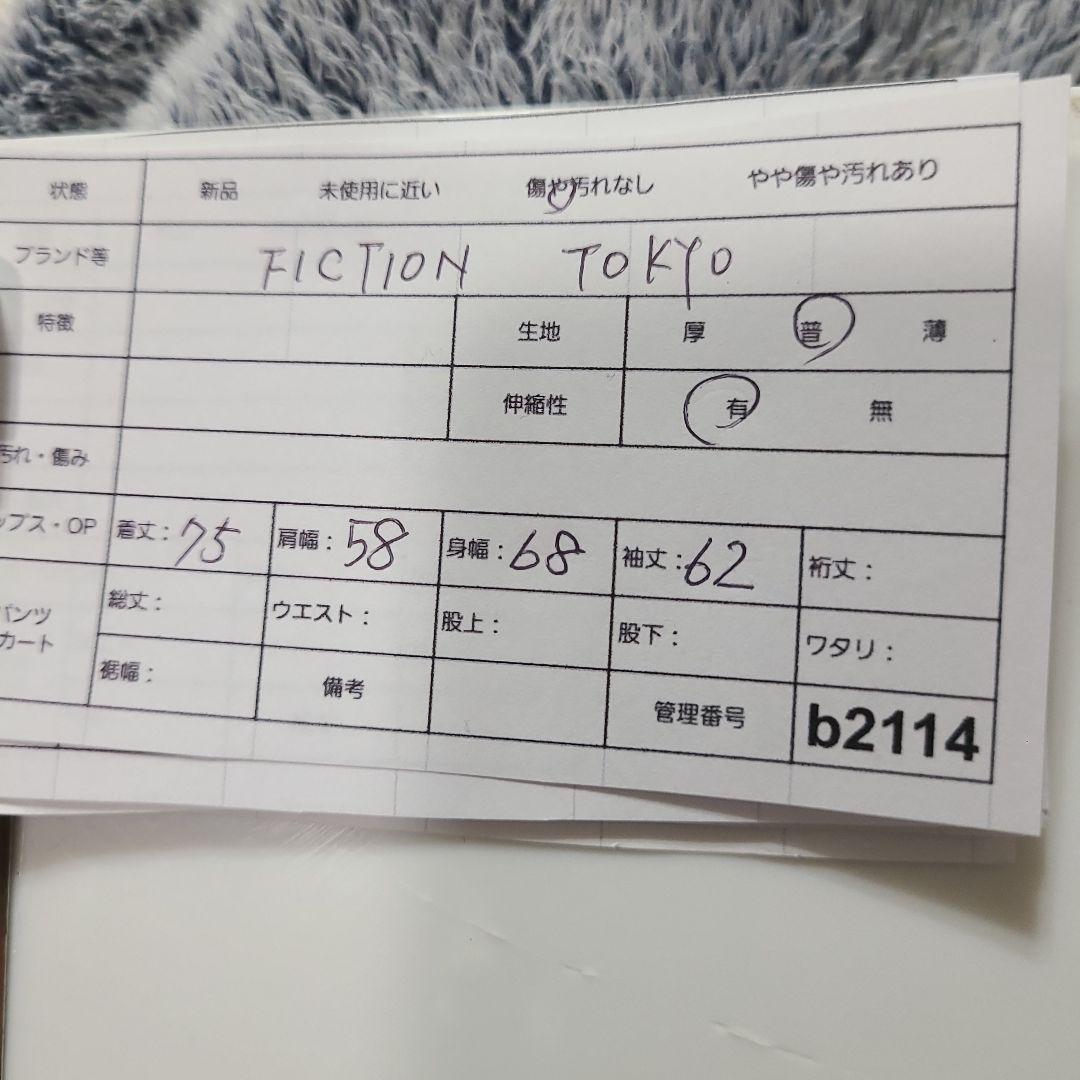 状態 新品 未使用に近い 傷や汚れなし やや傷や汚れあり
ブランド等 FICTION TOKYO
特徴 生地 厚 普 薄
伸縮性 有 無
汚れ・傷み
ップス・OP 着丈：75 肩幅：58 身幅：68 袖丈：62 裄丈：
パンツ 総丈： ウエスト： 股上： 股下： ワタリ：
カート
裾幅： 備考 管理番号 b2114